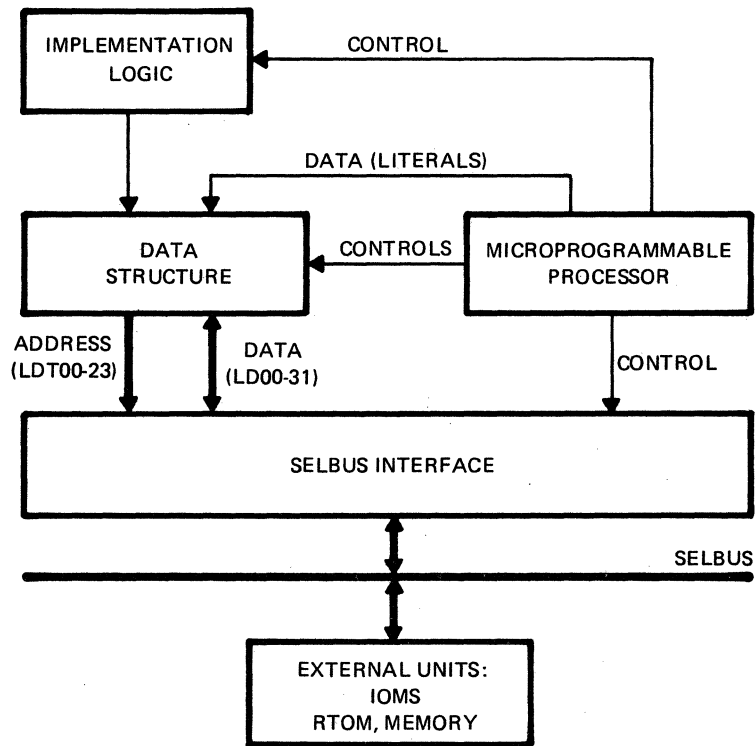 IMPLEMENTATION
LOGIC
CONTROL
DATA (LITERALS)
DATA
STRUCTURE
CONTROLS
MICROPROGRAMMABLE
PROCESSOR
ADDRESS
(LDT00-23)
DATA
(LD00-31)
CONTROL
SELBUS INTERFACE
SELBUS
EXTERNAL UNITS:
IOMS
RTOM, MEMORY